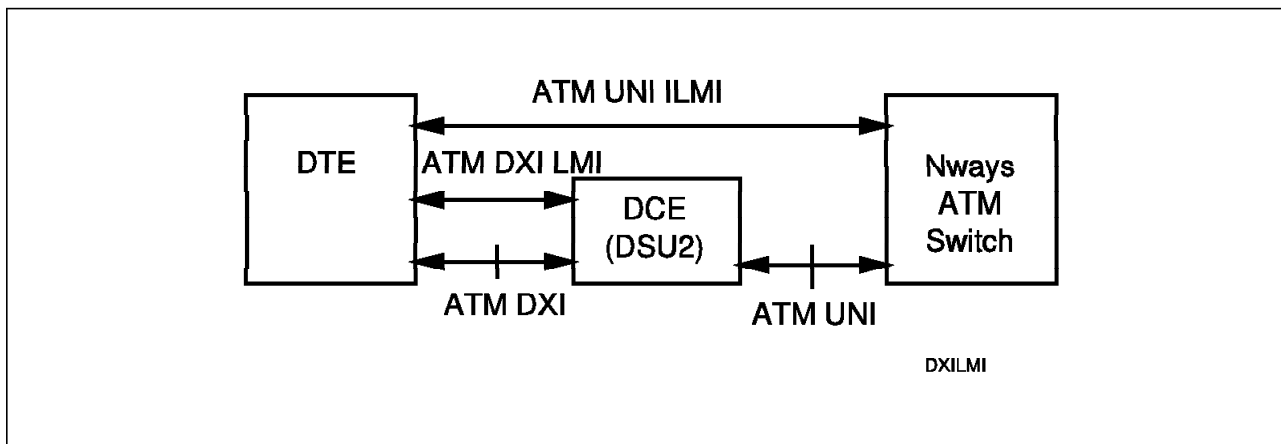 ATM UNI ILMI
DTE
ATM DXI LMI
DCE
(DSU2)
Nways
ATM
Switch
ATM DXI
ATM UNI
DXILMI